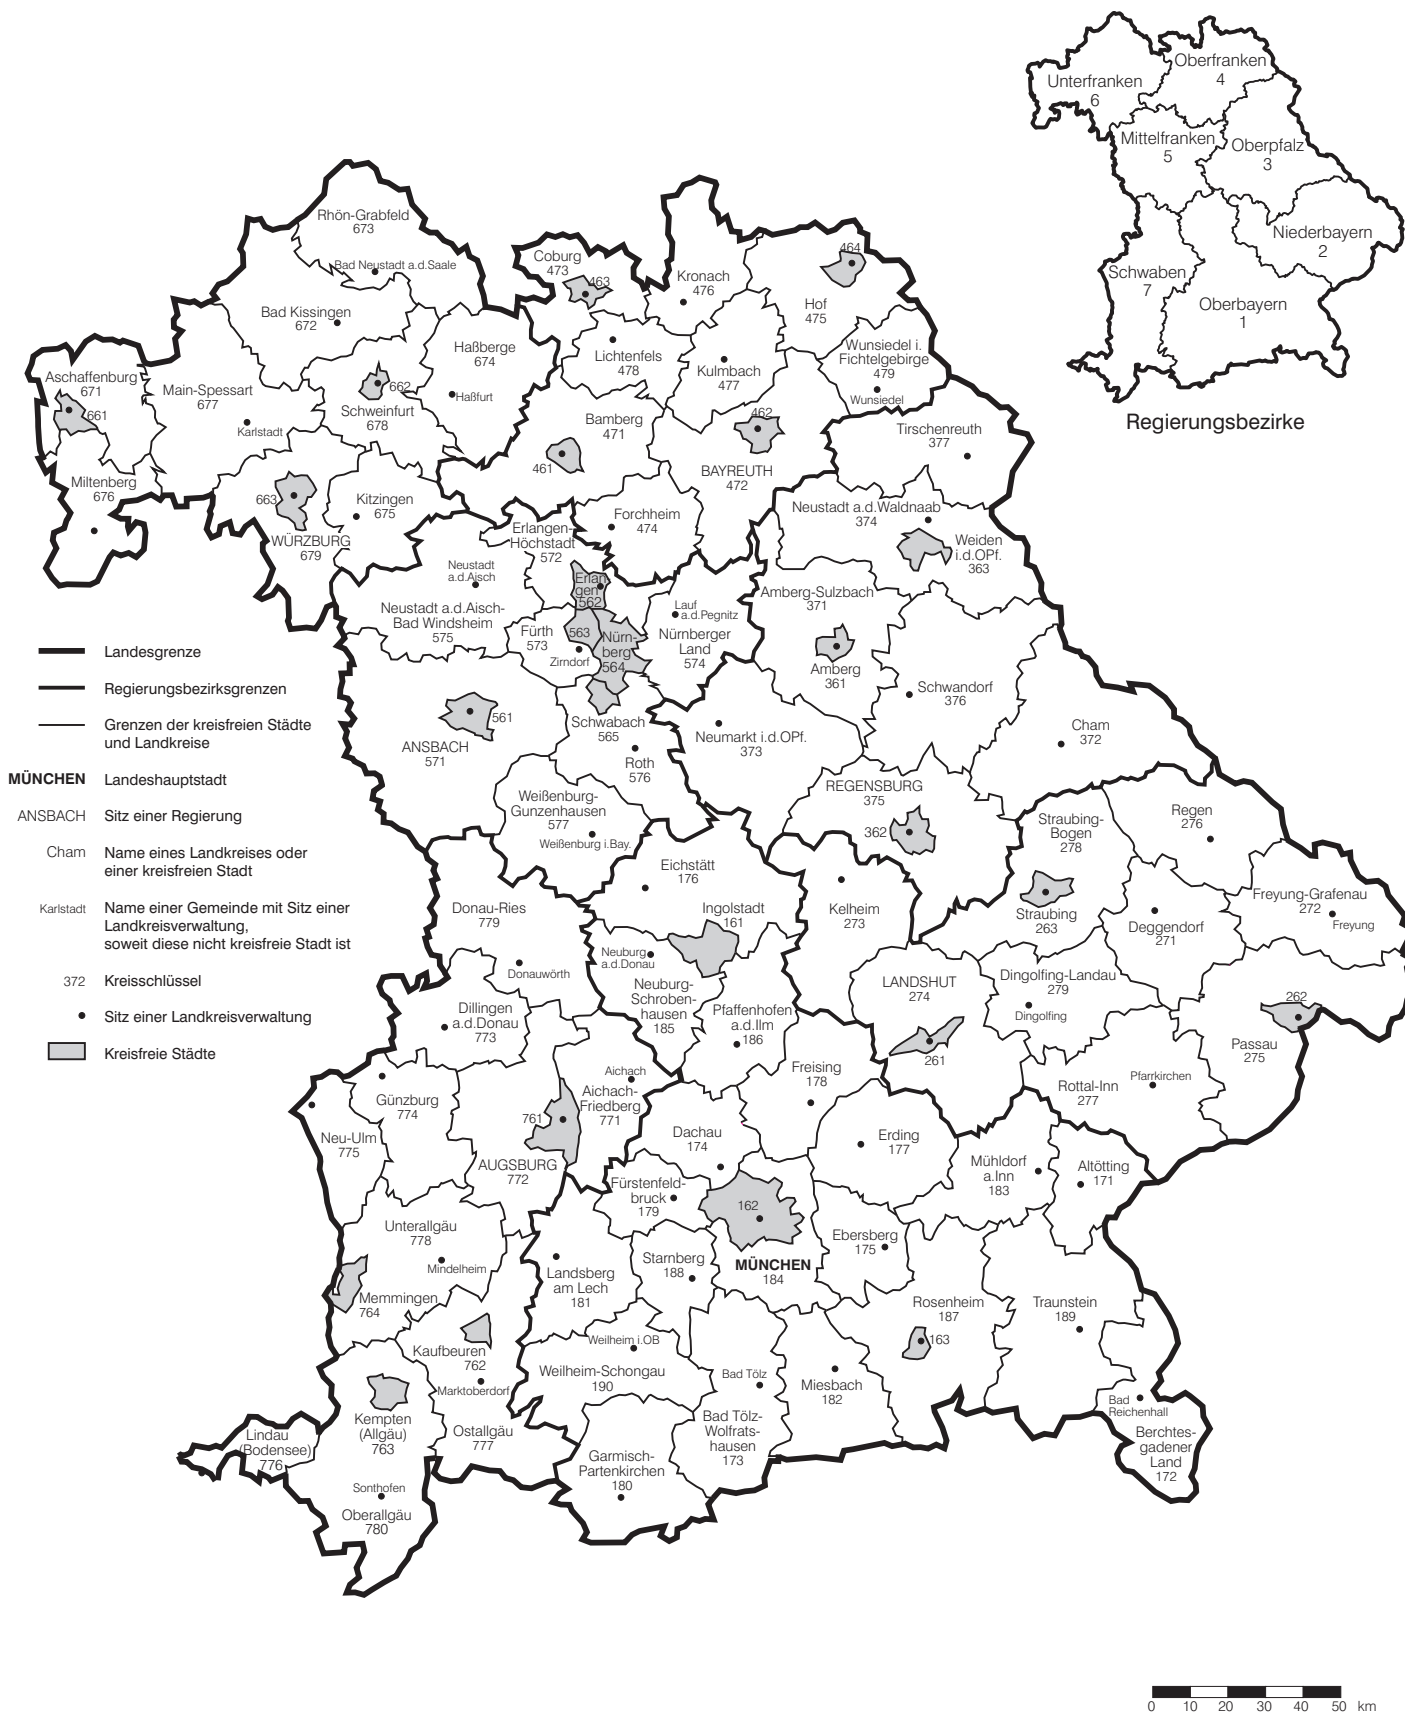 Oberfranken
4
Unterfranken
6
Mittelfranken
5
Oberpfalz
3
Niederbayern
2
Schwaben
7
Oberbayern
1
Regierungsbezirke
Rhön-Grabfeld
673
Bad Neustadt a.d.Saale
Bad Kissingen
672
Coburg
473
463
Kronach
476
464
Hof
475
Haßberge
674
Haßfurt
Lichtenfels
478
Kulmbach
477
Wunsiedel i.
Fichtelgebirge
479
Wunsiedel
Aschaffenburg
671
661
Main-Spessart
677
Karlstadt
662
Schweinfurt
678
Bamberg
471
461
462
BAYREUTH
472
Tirschenreuth
377
Miltenberg
676
663
WÜRZBURG
679
Kitzingen
675
Forchheim
474
Neustadt a.d.Waldnaab
374
Weiden
i.d.OPf.
363
Erlangen-
Höchstadt
572
Neustadt
a.d.Aisch
Neustadt a.d.Aisch-
Bad Windsheim
575
Erlan-
gen
562
Fürth
573
563
Zirndorf
Nürn-
berg
564
Lauf
a.d.Pegnitz
Nürnberger
Land
574
Amberg-Sulzbach
371
Amberg
361
Schwandorf
376
Cham
372
561
ANSBACH
571
Schwabach
565
Roth
576
Neumarkt i.d.OPf.
373
Weißenburg-
Gunzenhausen
577
Weißenburg i.Bay.
REGENSBURG
375
362
Straubing-
Bogen
278
Regen
276
Landesgrenze
Regierungsbezirksgrenzen
Grenzen der kreisfreien Städte
und Landkreise
MÜNCHEN Landeshauptstadt
ANSBACH Sitz einer Regierung
Cham Name eines Landkreises oder
einer kreisfreien Stadt
Karlstadt Name einer Gemeinde mit Sitz einer
Landkreisverwaltung,
soweit diese nicht kreisfreie Stadt ist
372 Kreisschlüssel
Sitz einer Landkreisverwaltung
Kreisfreie Städte
Eichstätt
176
Donau-Ries
779
Donauwörth
Ingolstadt
161
Neuburg
a.d.Donau
Neuburg-
Schroben-
hausen
185
Kelheim
273
Straubing
263
Deggendorf
271
Freyung-Grafenau
272
Freyung
LANDSHUT
274
261
Dingolfing-Landau
279
Dingolfing
262
Passau
275
Rottal-Inn
277
Pfarrkirchen
Dillingen
a.d.Donau
773
Pfaffenhofen
a.d.Ilm
186
Freising
178
Günzburg
774
Neu-Ulm
775
761
AUGSBURG
772
Aichach
Aichach-
Friedberg
771
Dachau
174
Erding
177
Mühldorf
a.Inn
183
Altötting
171
Fürstenfeld-
bruck
179
162
MÜNCHEN
184
Ebersberg
175
Unterallgäu
778
Mindelheim
Memmingen
764
Landsberg
am Lech
181
Starnberg
188
Rosenheim
187
163
Traunstein
189
Kaufbeuren
762
Marktoberdorf
Ostallgäu
777
Weilheim i.OB
Weilheim-Schongau
190
Bad Tölz
Bad Tölz-
Wolfrats-
hausen
173
Miesbach
182
Bad
Reichenhall
Berchtes-
gadener
Land
172
Kempten
(Allgäu)
763
Lindau
(Bodensee)
776
Sonthofen
Oberallgäu
780
Garmisch-
Partenkirchen
180
0 10 20 30 40 50 km